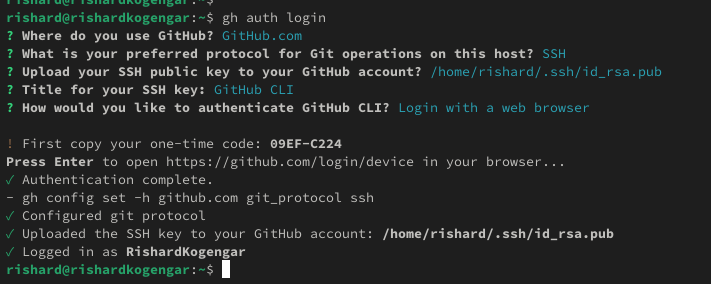 rishard@rishardkogengar:~$
rishard@rishardkogengar:~$ gh auth login
? Where do you use GitHub? GitHub.com
? What is your preferred protocol for Git operations on this host? SSH
? Upload your SSH public key to your GitHub account? /home/rishard/.ssh/id_rsa.pub
? Title for your SSH key: GitHub CLI
? How would you like to authenticate GitHub CLI? Login with a web browser
! First copy your one-time code: 09EF-C224
Press Enter to open https://github.com/login/device in your browser...
✓ Authentication complete.
- gh config set -h github.com git_protocol ssh
✓ Configured git protocol
✓ Uploaded the SSH key to your GitHub account: /home/rishard/.ssh/id_rsa.pub
✓ Logged in as RishardKogengar
rishard@rishardkogengar:~$